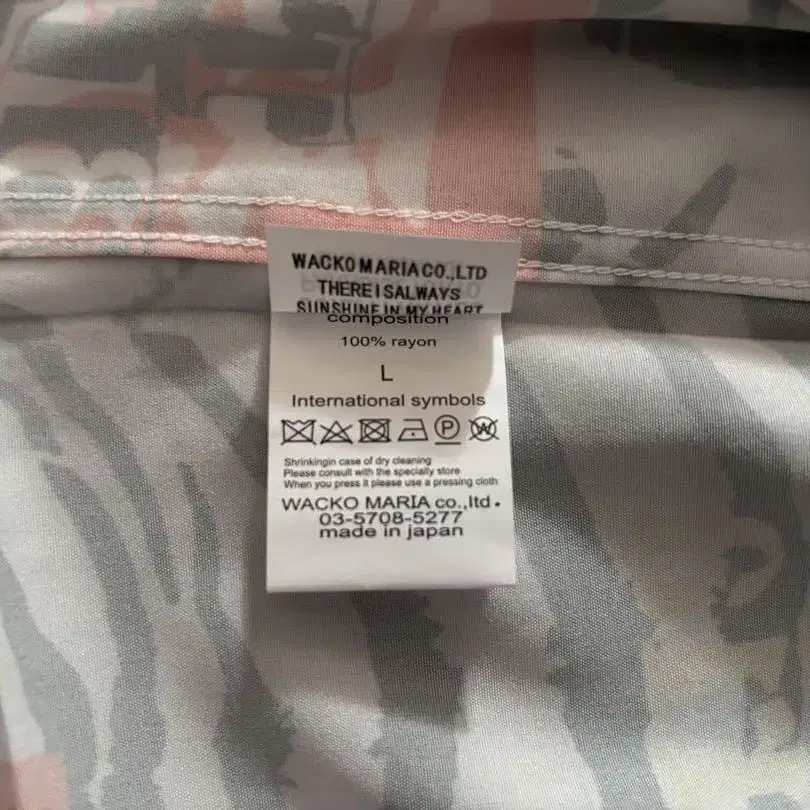 WACKO MARIA CO.,LTD
THERE IS ALWAYS
SUNSHINE IN MY HEART
composition
100% rayon
L
International symbols
P W
Shrinkingin case of dry cleaning
Please consult with the specialty store
When you press it please use a pressing cloth
WACKO MARIA co.,ltd.
03-5708-5277
made in japan